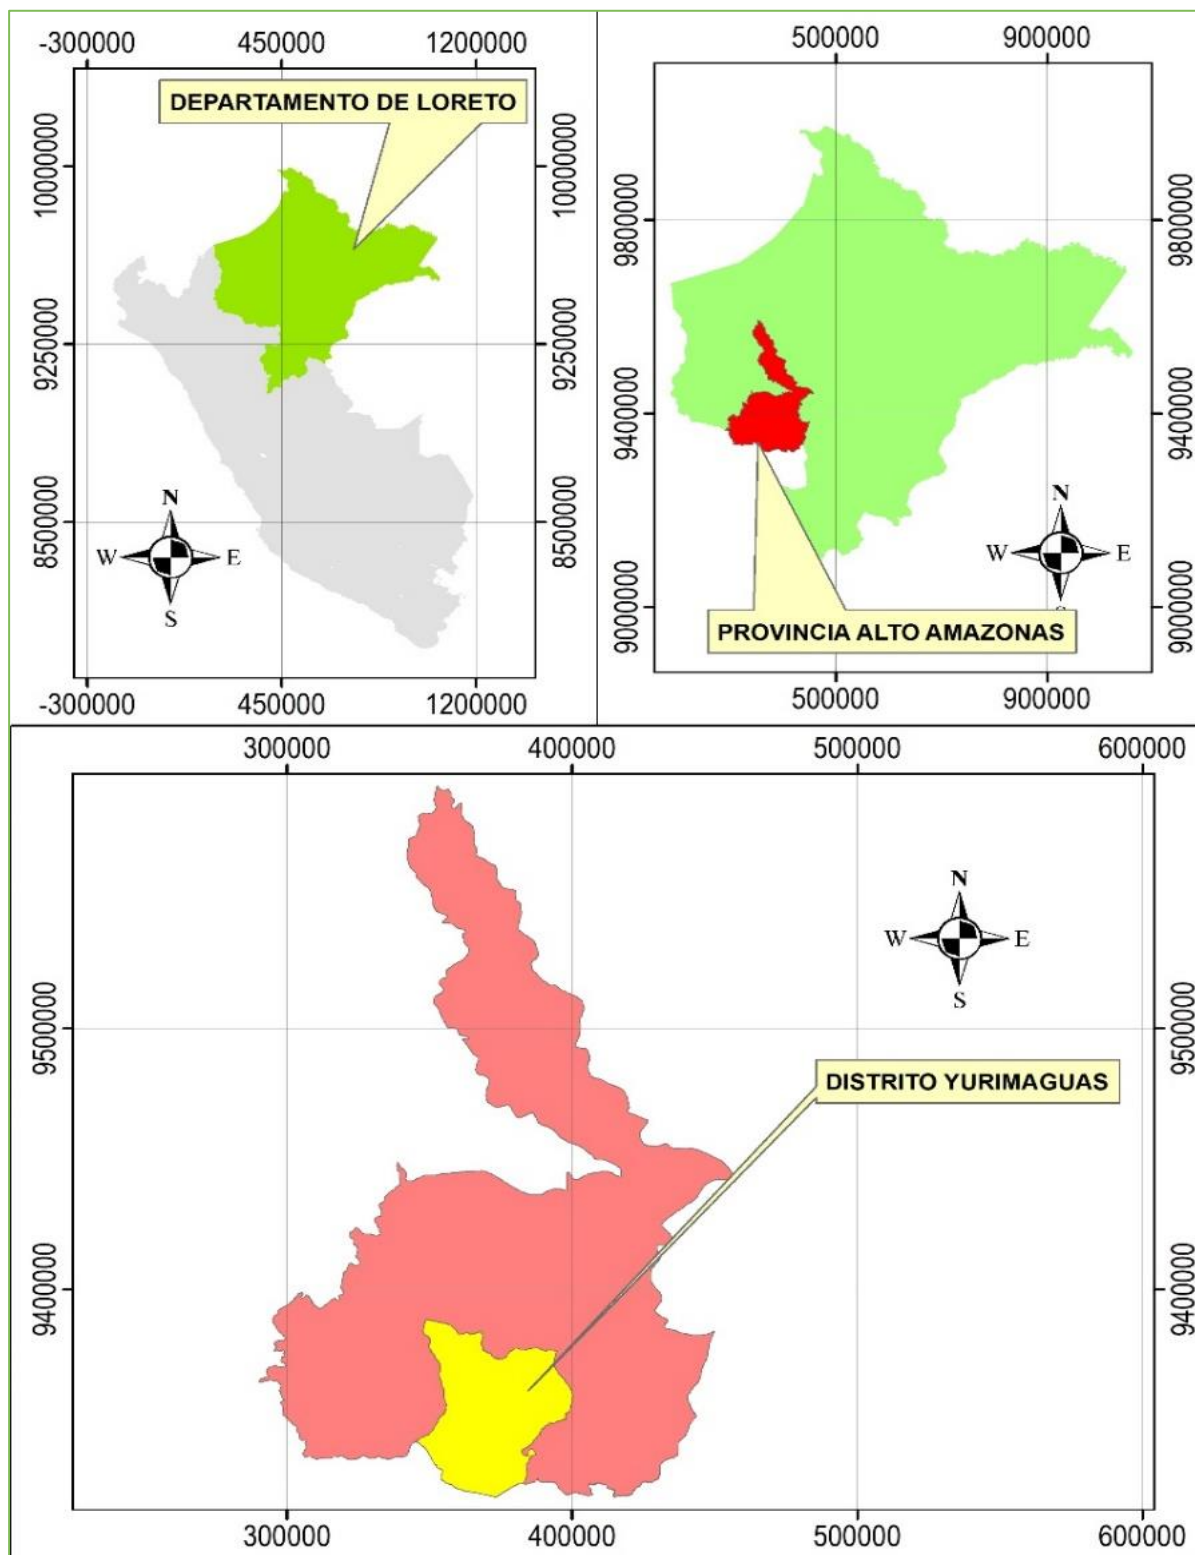 -300000 450000 1200000
DEPARTAMENTO DE LORETO
10000000 10000000
9250000 9250000
8500000 8500000
N
W E
S
-300000 450000 1200000
500000 900000
9800000 9800000
9400000 9400000
9000000 9000000
N
W E
S
PROVINCIA ALTO AMAZONAS
500000 900000
300000 400000 500000 600000
N
W E
S
9500000 9500000
DISTRITO YURIMAGUAS
9400000 9400000
300000 400000 500000 600000